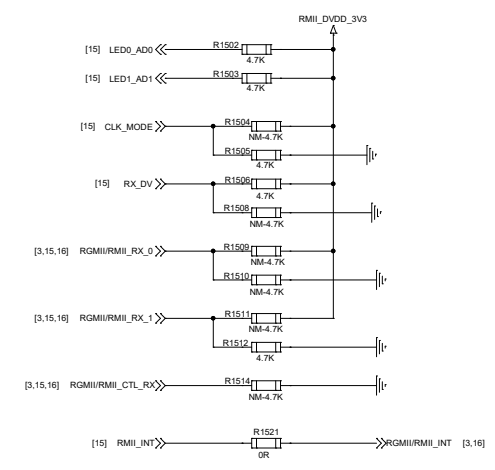 RMII_DVDD_3V3
[15] LED0_AD0 R1502
4.7K
[15] LED1_AD1 R1503
4.7K
[15] CLK_MODE R1504
NM-4.7K
R1505
4.7K
[15] RX_DV R1506
4.7K
R1508
NM-4.7K
[3,15,16] RGMII/RMII_RX_0 R1509
NM-4.7K
R1510
NM-4.7K
[3,15,16] RGMII/RMII_RX_1 R1511
NM-4.7K
R1512
4.7K
[3,15,16] RGMII/RMII_CTL_RX R1514
NM-4.7K
R1521
[15] RMII_INT RGMII/RMII_INT [3,16]
0R